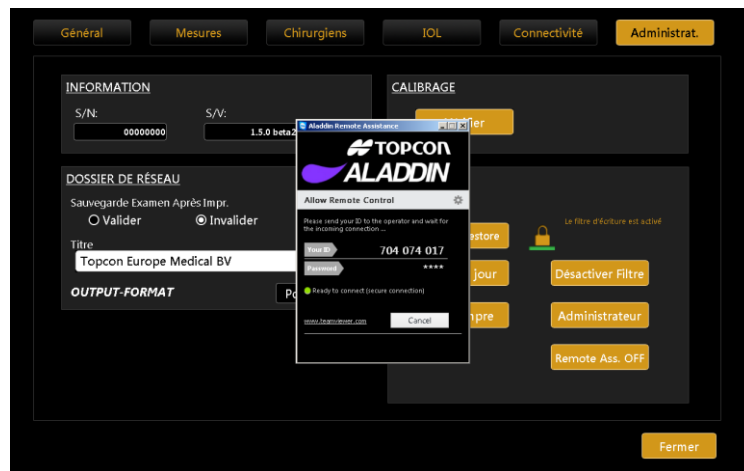 Général Mesures Chirurgiens IOL Connectivité Administrat.
INFORMATION
S/N: S/V:
00000000 1.5.0 beta2
CALIBRAGE
DOSSIER DE RÉSEAU
Sauvegarde Examen Après Impr.
Valider Invalider
Titre
Topcon Europe Medical BV
OUTPUT-FORMAT
Aladdin Remote Assistance
TOPCON
ALADDIN
Allow Remote Control
Please send your ID to the operator and wait for
the incoming connection ...
Your ID 704 074 017
Password ****
Ready to connect (secure connection)
www.teamviewer.com Cancel
Le filtre d'écriture est activé
jour Désactiver Filtre
Administrateur
Remote Ass. OFF
Fermer